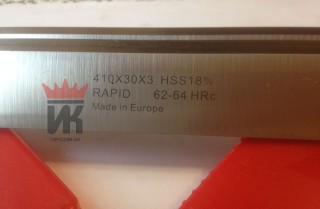 410X30X3 HSS18%
RAPID 62-64 HRc
Made in Europe